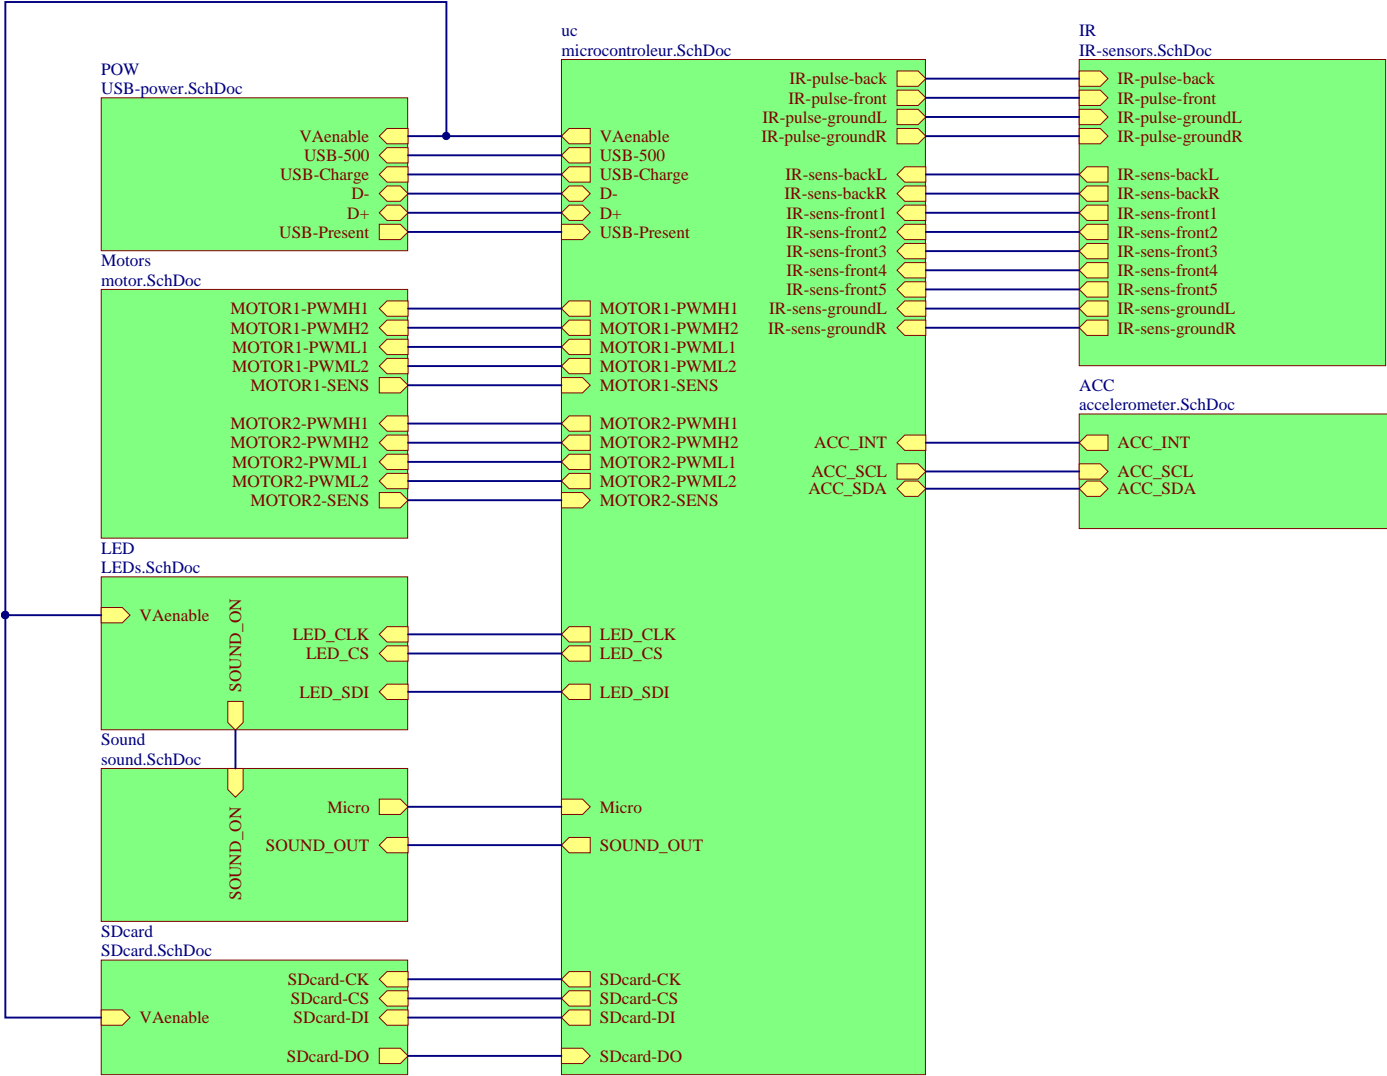 POW
USB-power.SchDoc
VAenable
USB-500
USB-Charge
D-
D+
USB-Present
Motors
motor.SchDoc
MOTOR1-PWMH1
MOTOR1-PWMH2
MOTOR1-PWML1
MOTOR1-PWML2
MOTOR1-SENS
MOTOR2-PWMH1
MOTOR2-PWMH2
MOTOR2-PWML1
MOTOR2-PWML2
MOTOR2-SENS
LED
LEDs.SchDoc
VAenable
SOUND_ON
LED_CLK
LED_CS
LED_SDI
Sound
sound.SchDoc
SOUND_ON
Micro
SOUND_OUT
SDcard
SDcard.SchDoc
VAenable
SDcard-CK
SDcard-CS
SDcard-DI
SDcard-DO
uc
microcontroleur.SchDoc
VAenable
USB-500
USB-Charge
D-
D+
USB-Present
MOTOR1-PWMH1
MOTOR1-PWMH2
MOTOR1-PWML1
MOTOR1-PWML2
MOTOR1-SENS
MOTOR2-PWMH1
MOTOR2-PWMH2
MOTOR2-PWML1
MOTOR2-PWML2
MOTOR2-SENS
LED_CLK
LED_CS
LED_SDI
Micro
SOUND_OUT
SDcard-CK
SDcard-CS
SDcard-DI
SDcard-DO
IR-pulse-back
IR-pulse-front
IR-pulse-groundL
IR-pulse-groundR
IR-sens-backL
IR-sens-backR
IR-sens-front1
IR-sens-front2
IR-sens-front3
IR-sens-front4
IR-sens-front5
IR-sens-groundL
IR-sens-groundR
ACC_INT
ACC_SCL
ACC_SDA
IR
IR-sensors.SchDoc
IR-pulse-back
IR-pulse-front
IR-pulse-groundL
IR-pulse-groundR
IR-sens-backL
IR-sens-backR
IR-sens-front1
IR-sens-front2
IR-sens-front3
IR-sens-front4
IR-sens-front5
IR-sens-groundL
IR-sens-groundR
ACC
accelerometer.SchDoc
ACC_INT
ACC_SCL
ACC_SDA